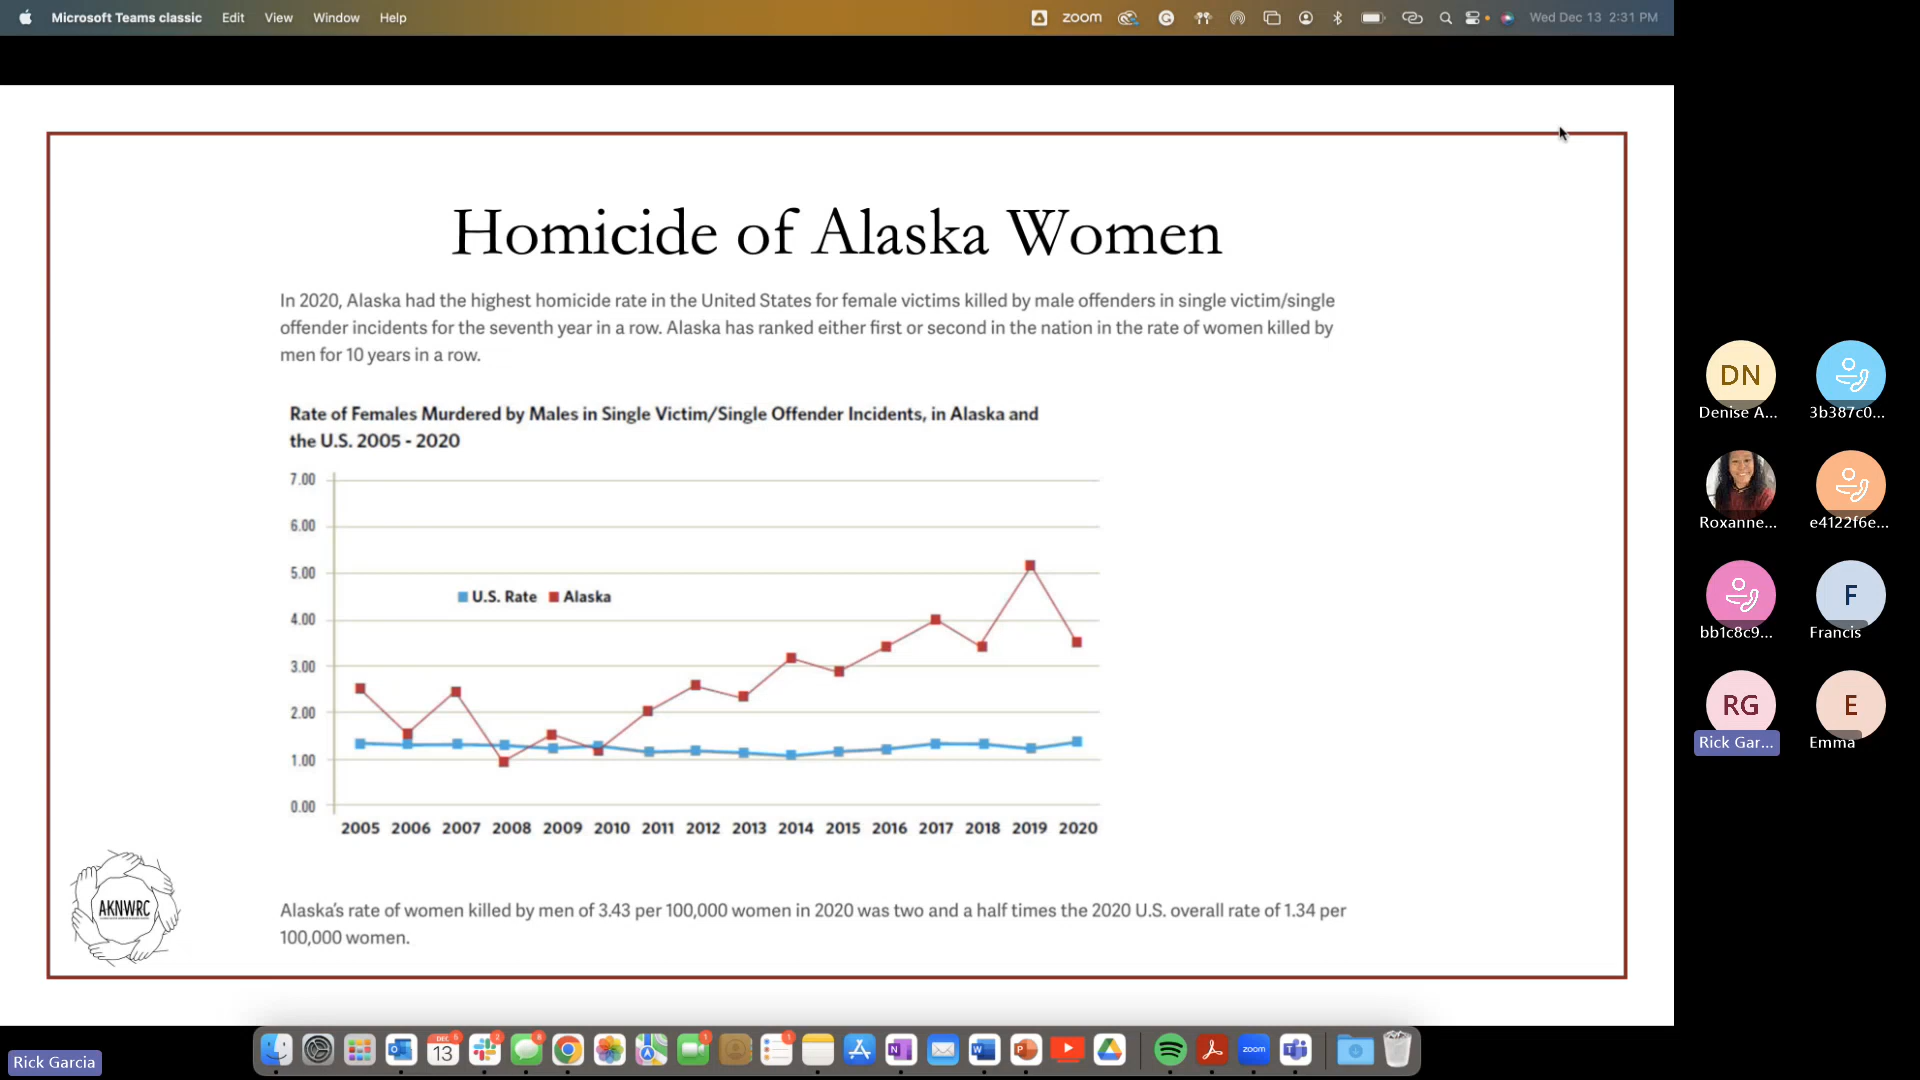 Microsoft Teams classic Edit View Window Help zoom Wed Dec 13 2:31 PM
Homicide of Alaska Women
In 2020, Alaska had the highest homicide rate in the United States for female victims killed by male offenders in single victim/single
offender incidents for the seventh year in a row. Alaska has ranked either first or second in the nation in the rate of women killed by
men for 10 years in a row.
Rate of Females Murdered by Males in Single Victim/Single Offender Incidents, in Alaska and
the U.S. 2005 - 2020
7.00
6.00
5.00
U.S. Rate Alaska
4.00
3.00
2.00
1.00
0.00
2005 2006 2007 2008 2009 2010 2011 2012 2013 2014 2015 2016 2017 2018 2019 2020
AKNWRC
Alaska's rate of women killed by men of 3.43 per 100,000 women in 2020 was two and a half times the 2020 U.S. overall rate of 1.34 per
100,000 women.
DN
Denise A... 3b387c0...
Roxanne... e4122f6e...
F
bb1c8c9... Francis
RG E
Rick Gar... Emma
Rick Garcia
DEC 13 zoom